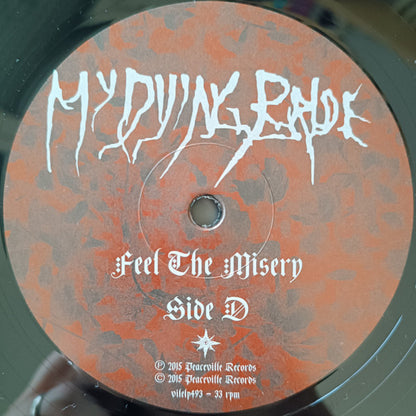 My Dying Bride
Feel The Misery
Side D
℗ 2015 Peaceville Records
© 2015 Peaceville Records
vilelp493 – 33 rpm